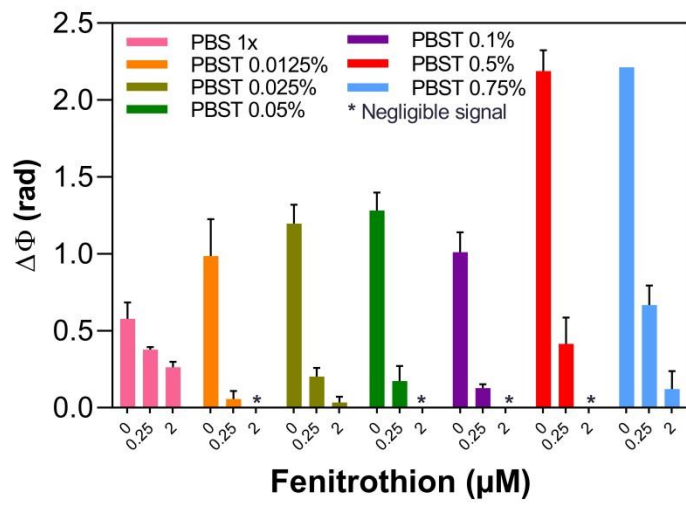 2.5
2.0
1.5
1.0
0.5
0.0
ΔΦ (rad)
PBS 1x
PBST 0.0125%
PBST 0.025%
PBST 0.05%
PBST 0.1%
PBST 0.5%
PBST 0.75%
* Negligible signal
* * * *
0 0.25 2 0 0.25 2 0 0.25 2 0 0.25 2 0 0.25 2 0 0.25 2 0 0.25 2
Fenitrothion (µM)